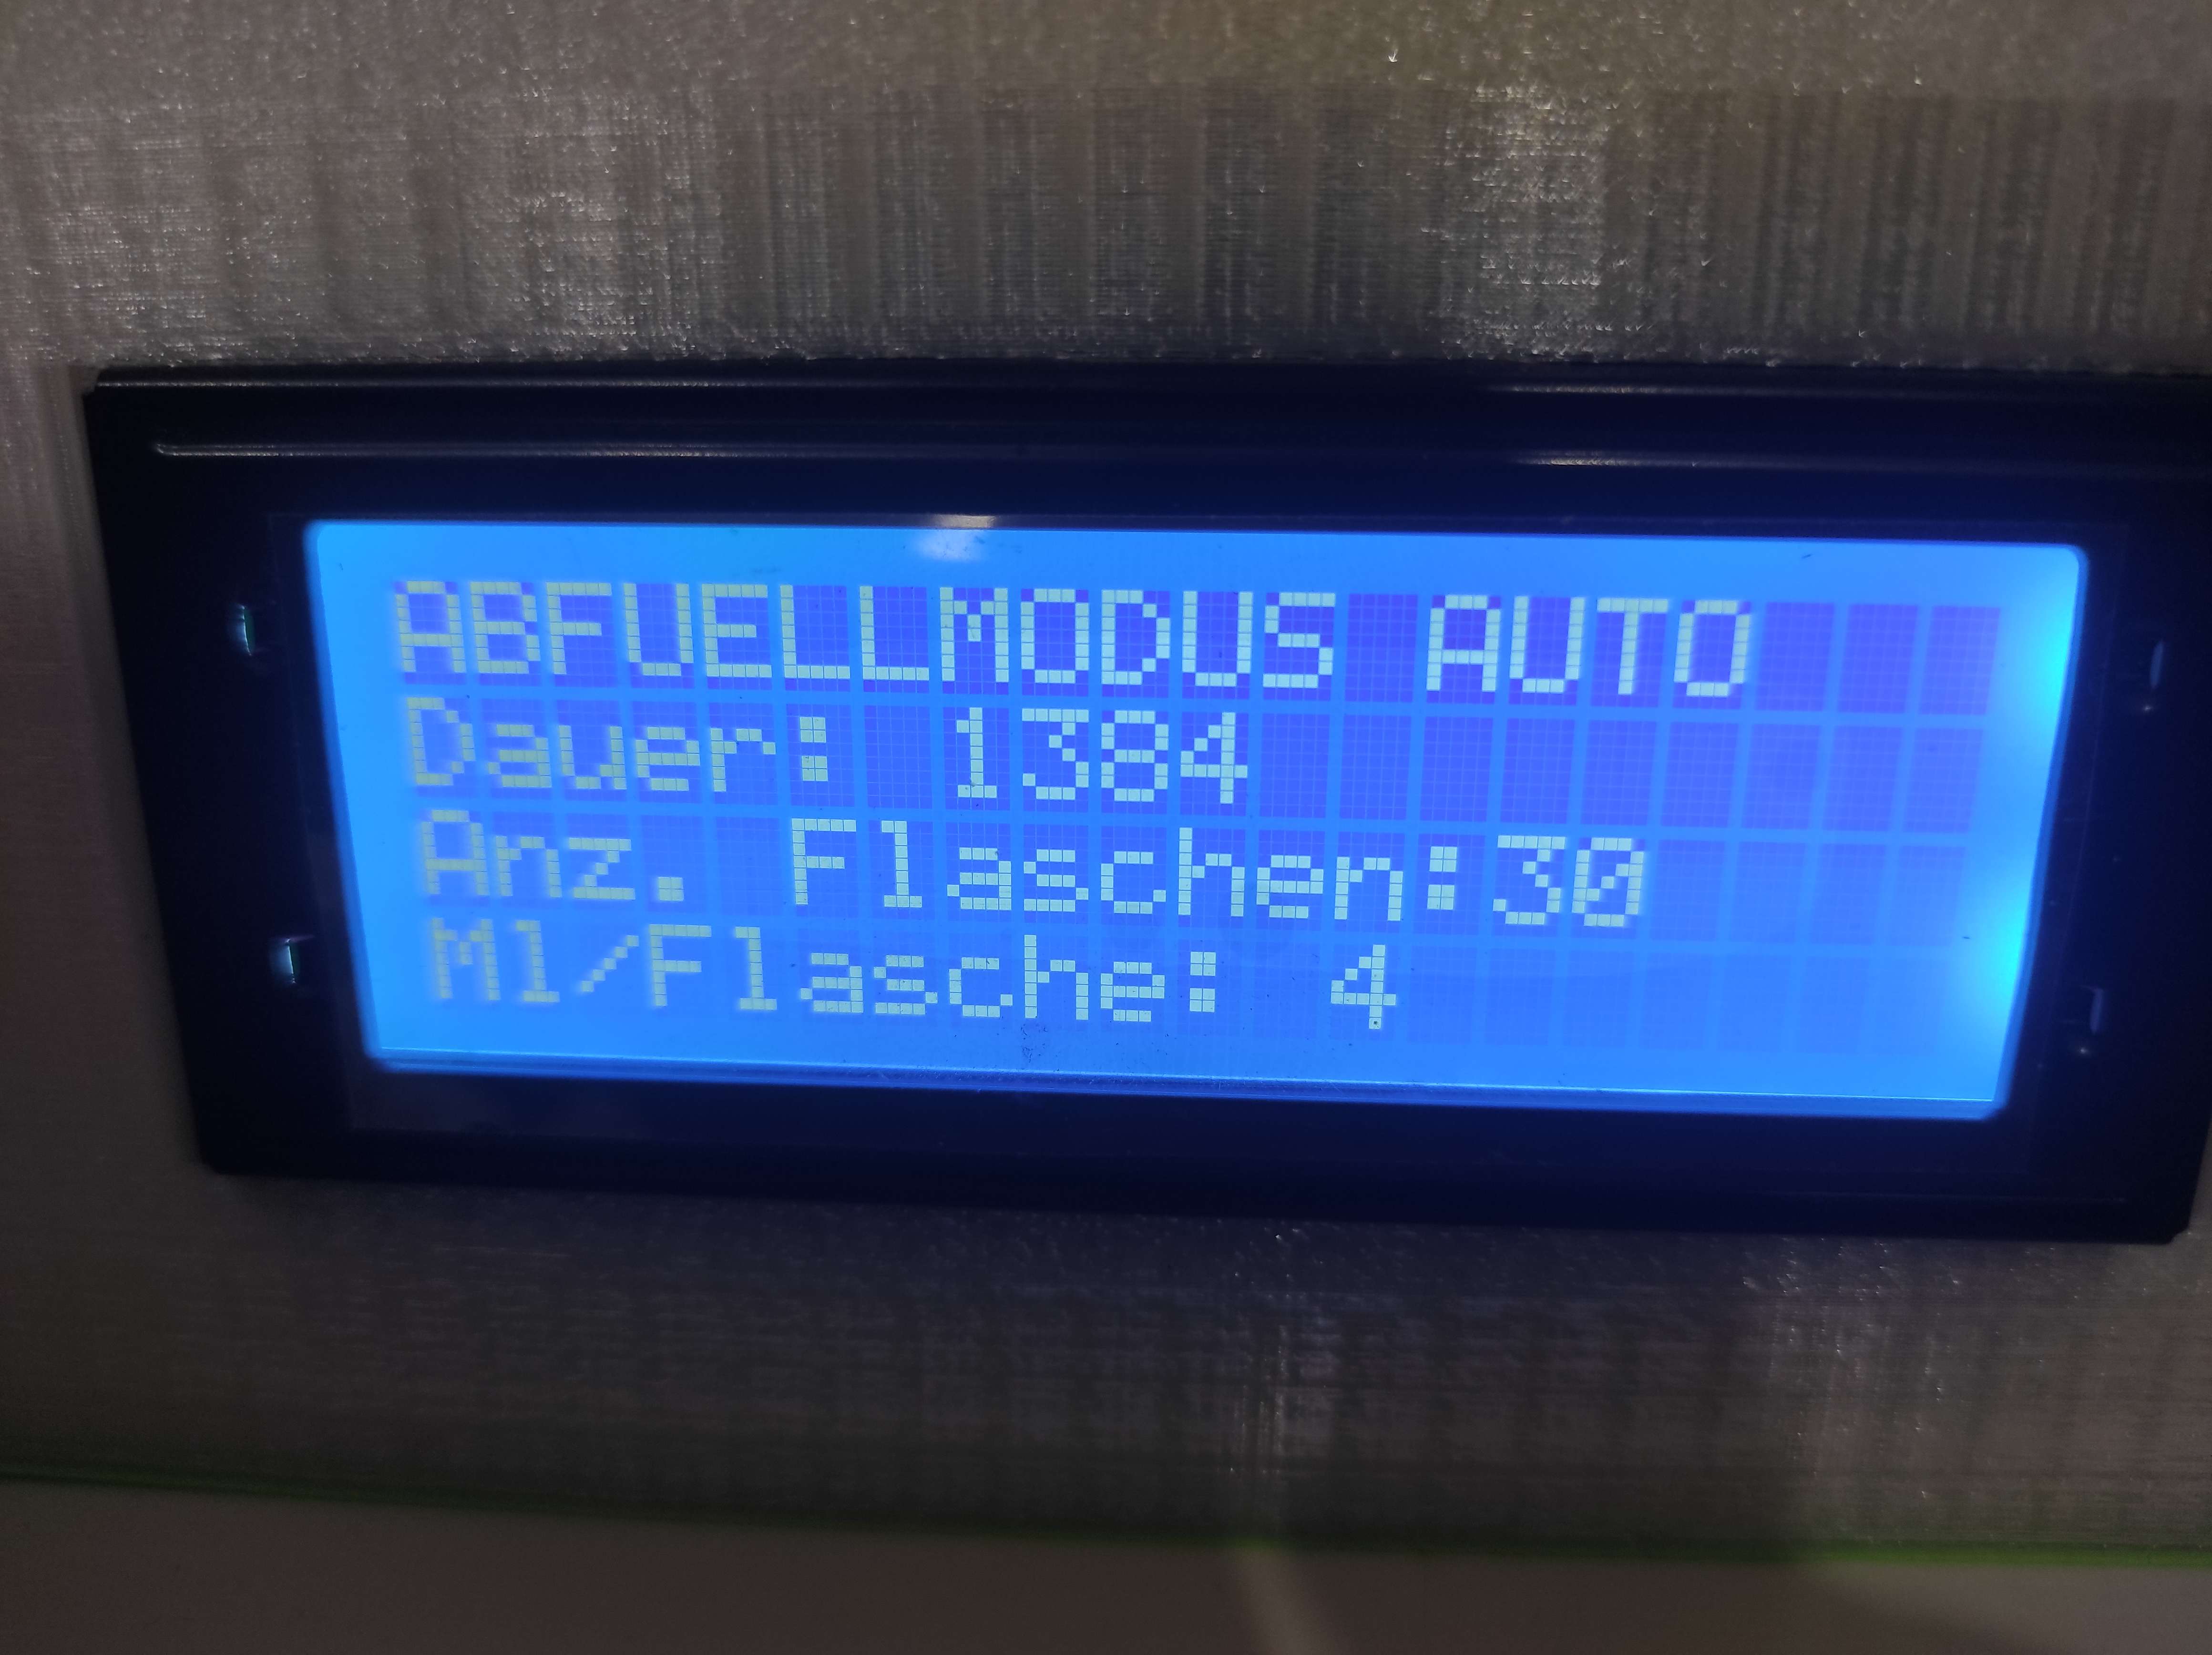 ABFUELLMODUS AUTO
Dauer: 1384
Anz. Flaschen:30
Ml/Flasche: 4